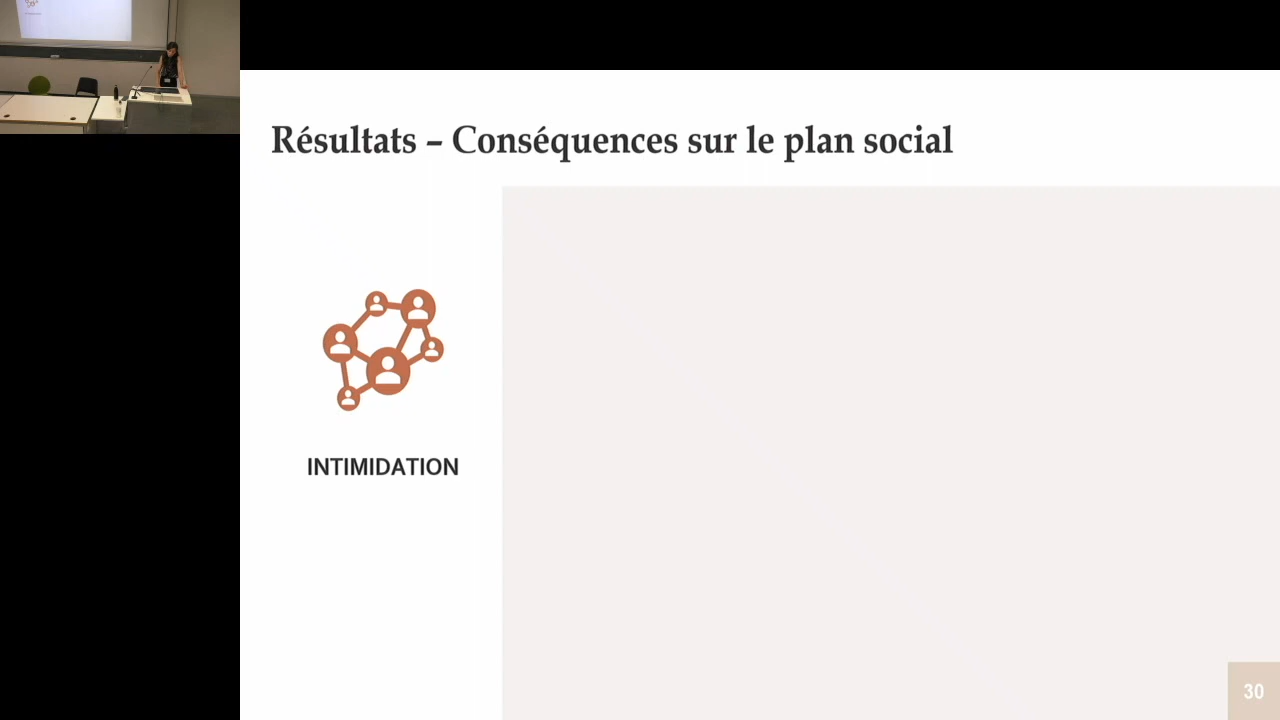 Résultats – Conséquences sur le plan social
INTIMIDATION
30